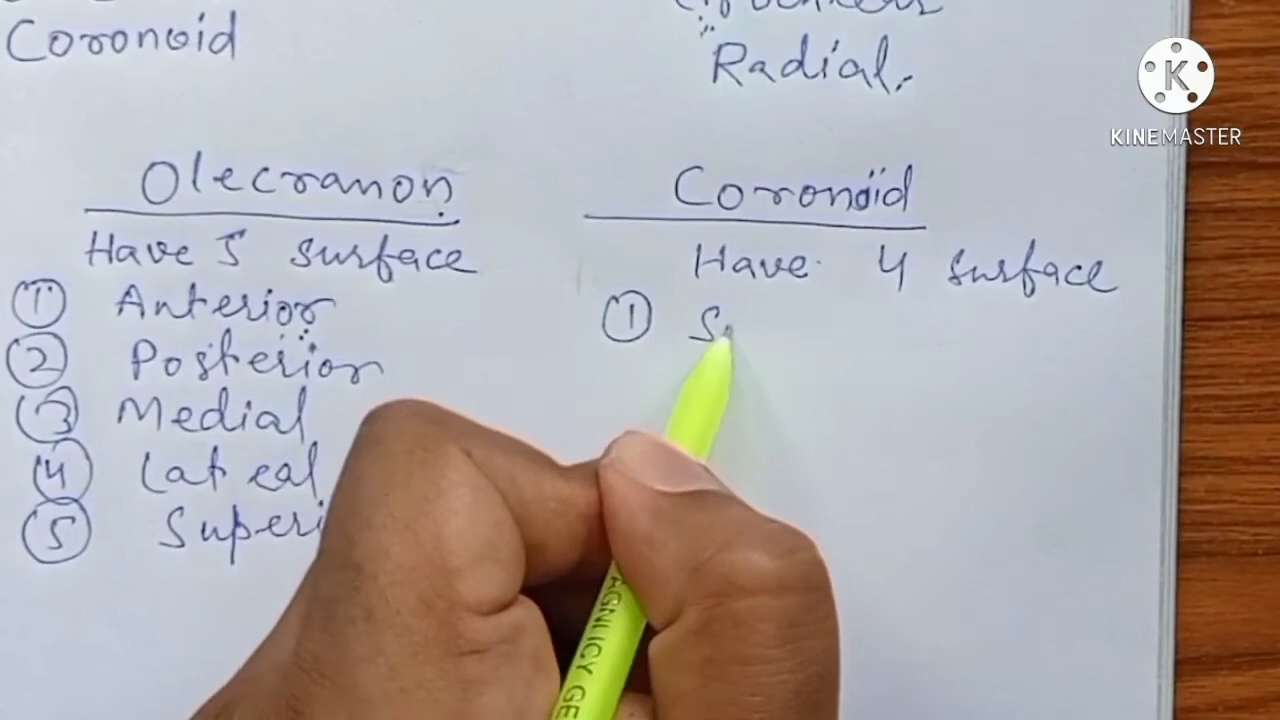 Coronoid
Radial.
Olecranon
Have 5 surface
① Anterior
② Posterior
③ Medial
④ Lateal
⑤ Superi
Coronoid
Have 4 surface
① S
K
KINEMASTER